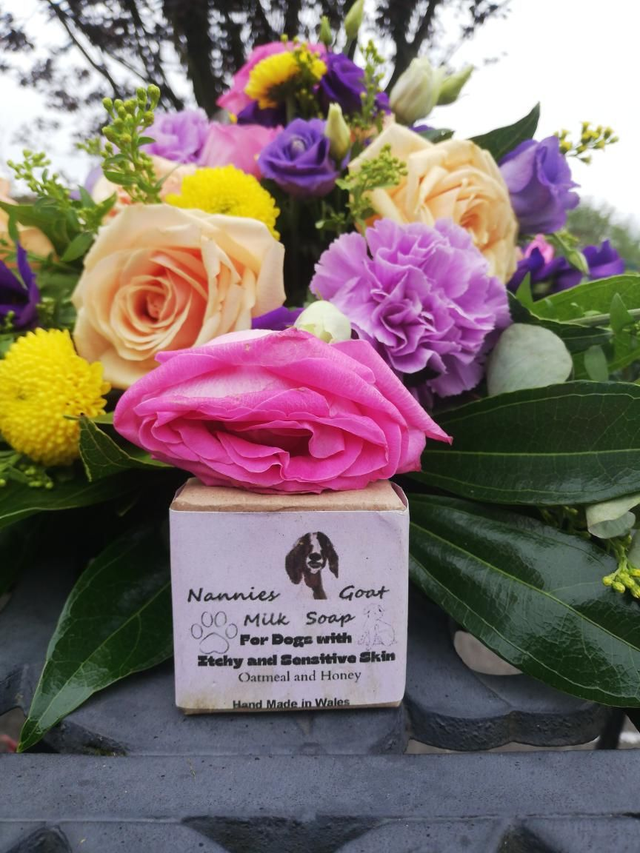 Nannies Goat
Milk Soap
For Dogs with
Itchy and Sensitive Skin
Oatmeal and Honey
Hand Made in Wales